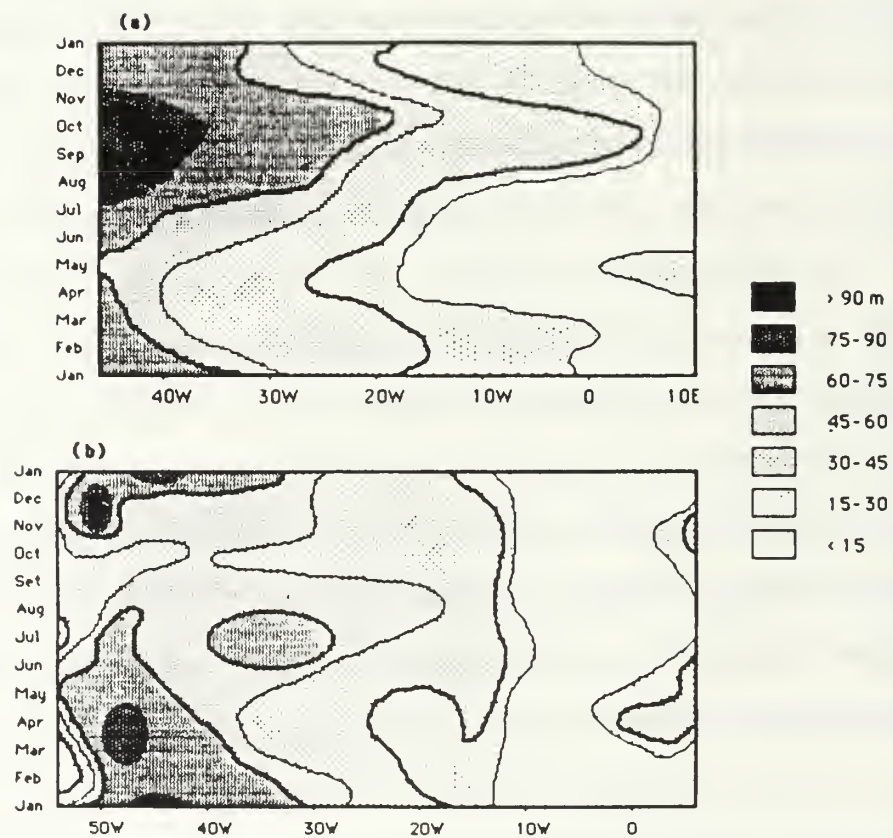 (a)
Jan
Dec
Nov
Oct
Sep
Aug
Jul
Jun
May
Apr
Mar
Feb
Jan
40W 30W 20W 10W 0 10E
> 90 m
75-90
60-75
45-60
30-45
15-30
< 15
(b)
Jan
Dec
Nov
Oct
Set
Aug
Jul
Jun
May
Apr
Mar
Feb
Jan
50W 40W 30W 20W 10W 0